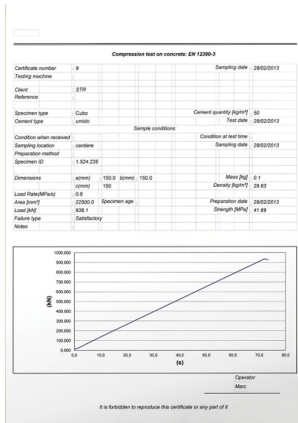 Compression test on concrete: EN 12390-3
Certificate number : 8 Sampling date : 28/02/2013
Testing machine :
Client : STR
Reference :
Specimen type : Cubo Cement quantity [kg/m³] : 50
Cement type : umido Test date : 28/02/2013
Sample conditions:
Condition when received : Condition at test time :
Sampling location : cantiere Sampling date : 28/02/2013
Preparation method :
Specimen ID : 1.524.235
Dimensions : a(mm) 150.0 b(mm) : 150.0 Mass [kg] : 0.1
c(mm) 150 Density [kg/m³] : 29.63
Load Rate(MPa/s) : 0.6
Area [mm²] : 22500.0 Specimen age : Preparation date : 28/02/2013
Load [kN] : 938.1 Strength [MPa] : 41.69
Failure type : Satisfactory
Notes :
1000.000
900.000
800.000
700.000
600.000
500.000
400.000
300.000
200.000
100.000
0.000
(kN)
0.0 10.0 20.0 30.0 40.0 50.0 60.0 70.0 80.0
(s)
Operator
Marc
It is forbidden to reproduce this certificate or any part of it